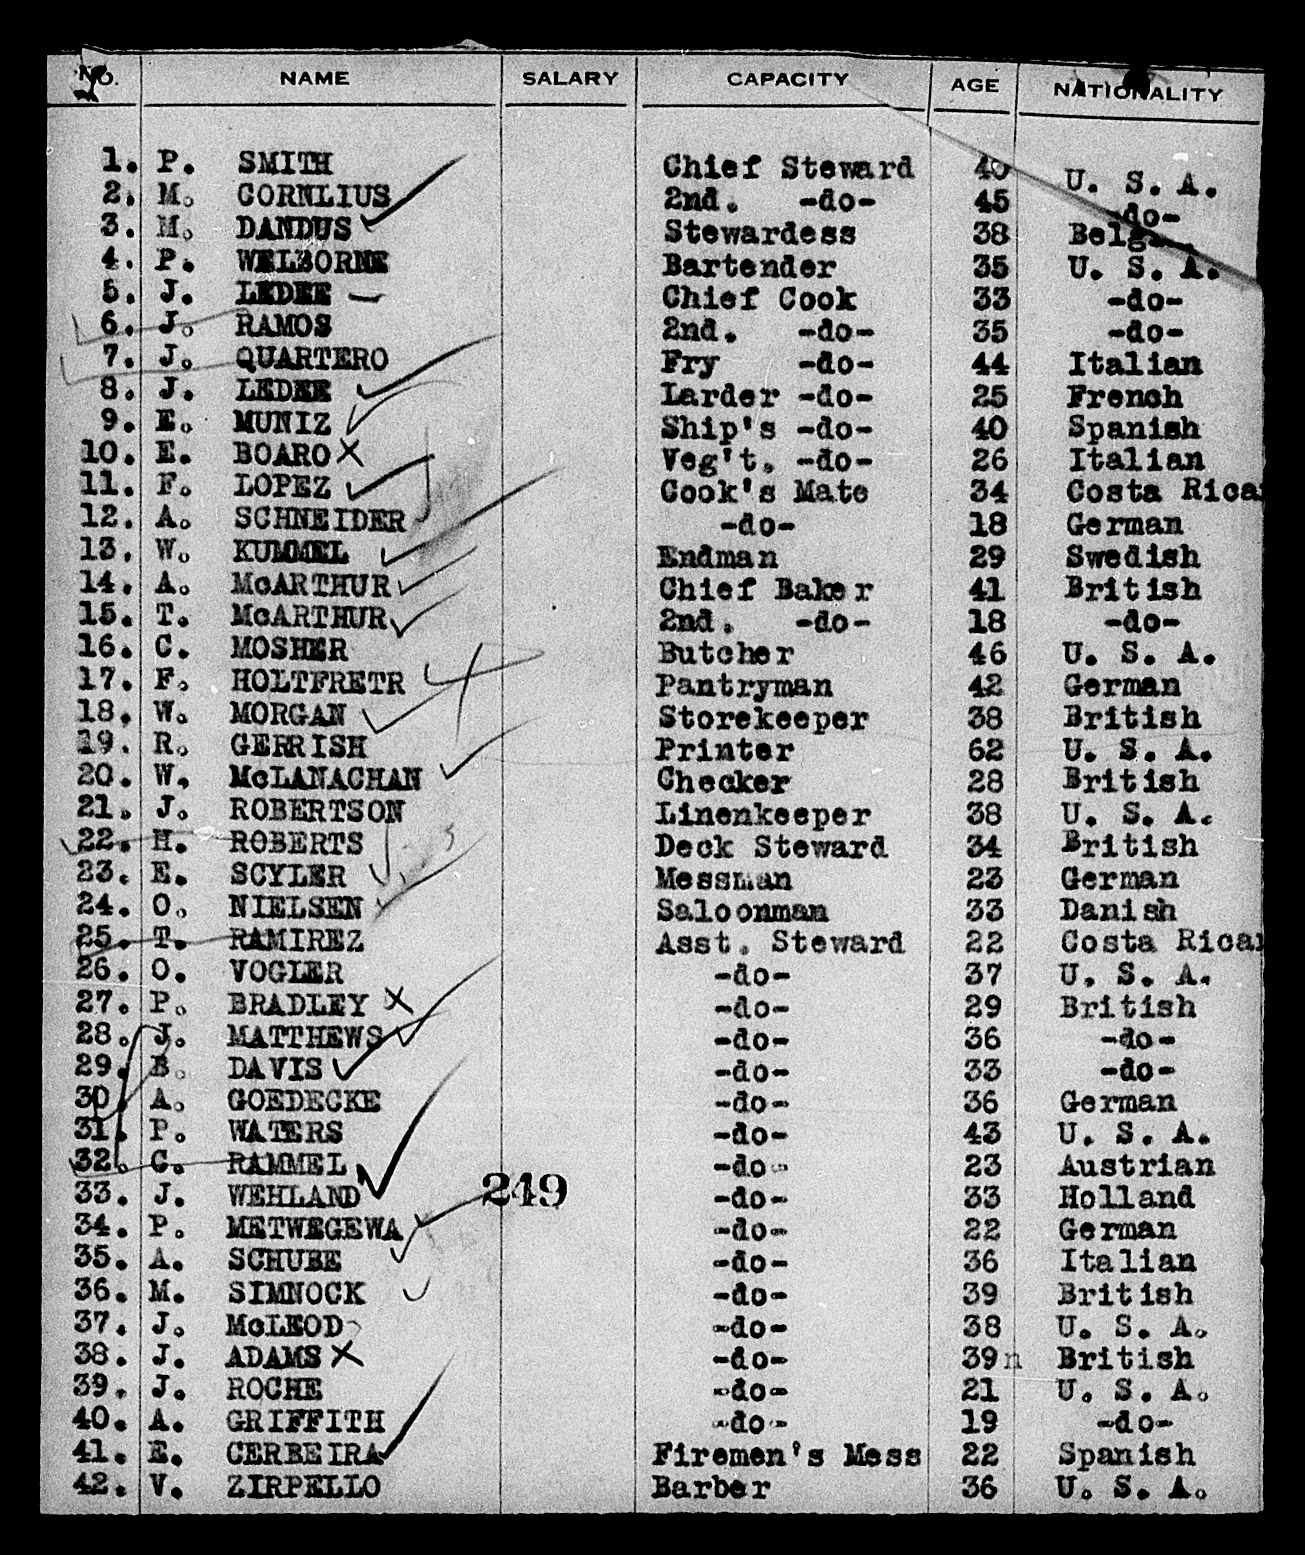 NO. NAME SALARY CAPACITY AGE NATIONALITY
1. P. SMITH Chief Steward 40 U. S. A.
2. M. CORNLIUS 2nd. -do- 45 -do-
3. M. DANDUS Stewardess 38 Belg
4. P. WELBORNE Bartender 35 U. S. A.
5. J. LEDEE Chief Cook 33 -do-
6. J. RAMOS 2nd. -do- 35 -do-
7. J. QUARTERO Fry -do- 44 Italian
8. J. LEDEE Larder -do- 25 French
9. E. MUNIZ Ship's -do- 40 Spanish
10. E. BOARO Veg't. -do- 26 Italian
11. F. LOPEZ Cook's Mate 34 Costa Rican
12. A. SCHNEIDER -do- 18 German
13. W. KUMMEL Endman 29 Swedish
14. A. McARTHUR Chief Baker 41 British
15. T. McARTHUR 2nd. -do- 18 -do-
16. C. MOSHER Butcher 46 U. S. A.
17. F. HOLTFRETR Pantryman 42 German
18. W. MORGAN Storekeeper 38 British
19. R. GERRISH Printer 62 U. S. A.
20. W. McLANACHAN Checker 28 British
21. J. ROBERTSON Linenkeeper 38 U. S. A.
22. H. ROBERTS Deck Steward 34 British
23. E. SCYLER Messman 23 German
24. O. NIELSEN Saloonman 33 Danish
25. T. RAMIREZ Asst. Steward 22 Costa Rican
26. O. VOGLER -do- 37 U. S. A.
27. P. BRADLEY -do- 29 British
28. J. MATTHEWS -do- 36 -do-
29. B. DAVIS -do- 33 -do-
30 A. GOEDECKE -do- 36 German
31. P. WATERS -do- 43 U. S. A.
32. G. RAMMEL -do- 23 Austrian
33. J. WEHLAND 249 -do- 33 Holland
34. P. METWEGEWA -do- 22 German
35. A. SCHUBE -do- 36 Italian
36. M. SIMNOCK -do- 39 British
37. J. McLEOD -do- 38 U. S. A.
38. J. ADAMS -do- 39n British
39. J. ROCHE -do- 21 U. S. A.
40. A. GRIFFITH -do- 19 -do-
41. E. CERBEIRA Firemen's Mess 22 Spanish
42. V. ZIRPELLO Barber 36 U. S. A.